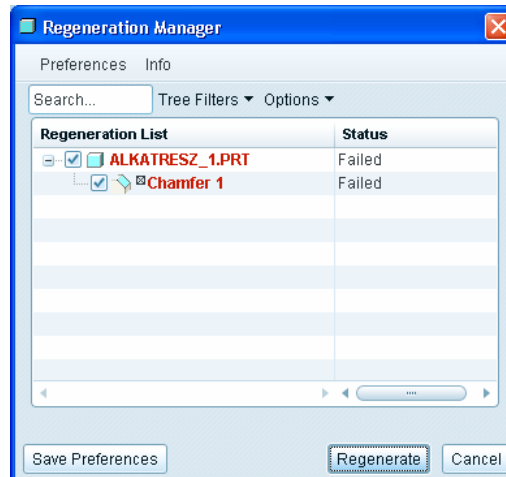 Regeneration Manager
Preferences Info
Search... Tree Filters Options
Regeneration List Status
ALKATRESZ_1.PRT Failed
Chamfer 1 Failed
Save Preferences Regenerate Cancel